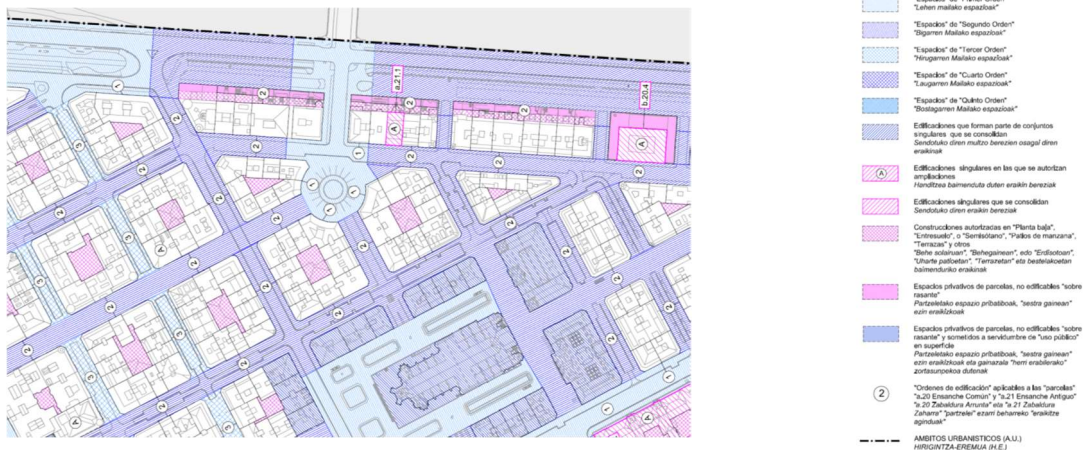 "Espacios" de "Primer Orden"
"Lehen mailako espazioak"
"Espacios" de "Segundo Orden"
"Bigarren Mailako espazioak"
"Espacios" de "Tercer Orden"
"Hirugarren Mailako espazioak"
"Espacios" de "Cuarto Orden"
"Laugarren Mailako espazioak"
"Espacios" de "Quinto Orden"
"Bostagarren Mailako espazioak"
Edificaciones que forman parte de conjuntos
singulares que se consolidan
Sendotuko diren multzo berezien osagai diren
eraikinak
A
Edificaciones singulares en las que se autorizan
ampliaciones
Handitzea baimenduta duten eraikin bereziak
Edificaciones singulares que se consolidan
Sendotuko diren eraikin bereziak
Construcciones autorizadas en "Planta baja",
"Entresuelo", o "Semisótano", "Patios de manzana",
"Terrazas" y otros
"Behe solairuan", "Behegainean", edo "Erdisotoan",
"Uharte patioetan", "Terrazetan" eta bestelakoetan
baimenduriko eraikinak
Espacios privativos de parcelas, no edificables "sobre
rasante"
Partzeletako espazio pribatiboak, "sestra gainean"
ezin eraikizkoak
Espacios privativos de parcelas, no edificables "sobre
rasante" y sometidos a servidumbre de "uso público"
en superficie
Partzeletako espazio pribatiboak, "sestra gainean"
ezin eraikizkoak eta gainazala "herri erabilerako"
zortasunpekoa dutenak
2
"Ordenes de edificación" aplicables a las "parcelas"
"a.20 Ensanche Común" y "a.21 Ensanche Antiguo"
"a.20 Zabaldura Arrunta" eta "a.21 Zabaldura
Zaharra" "partzelei" ezarri beharreko "eraikitze
aginduak"
AMBITOS URBANISTICOS (A.U.)
HIRIGINTZA-EREMUA (H.E.)
a.21.1
b.20.4